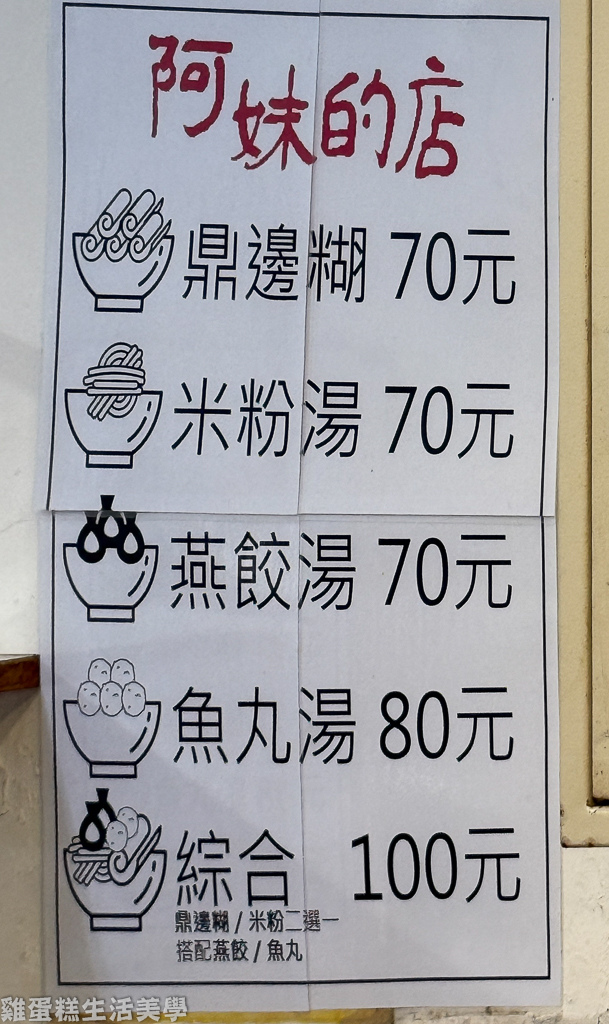 阿妹的店
鼎邊糊 70元
米粉湯 70元
燕餃湯 70元
魚丸湯 80元
綜合 100元
鼎邊糊 / 米粉二選一
搭配燕餃 / 魚丸
雞蛋糕生活美學